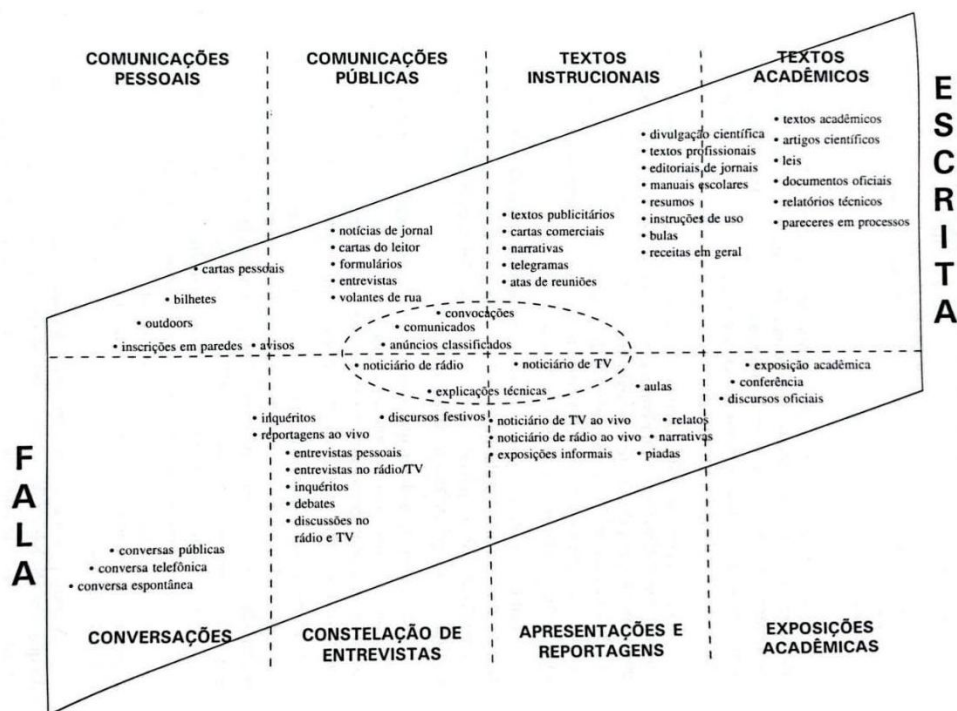 COMUNICAÇÕES
PESSOAIS
COMUNICAÇÕES
PÚBLICAS
TEXTOS
INSTRUCIONAIS
TEXTOS
ACADÊMICOS
ESCRITA
• cartas pessoais
• bilhetes
• outdoors
• inscrições em paredes
• avisos
• notícias de jornal
• cartas do leitor
• formulários
• entrevistas
• volantes de rua
• convocações
• comunicados
• anúncios classificados
• textos publicitários
• cartas comerciais
• narrativas
• telegramas
• atas de reuniões
• divulgação científica
• textos profissionais
• editoriais de jornais
• manuais escolares
• resumos
• instruções de uso
• bulas
• receitas em geral
• textos acadêmicos
• artigos científicos
• leis
• documentos oficiais
• relatórios técnicos
• pareceres em processos
• noticiário de rádio
• noticiário de TV
• explicações técnicas
FALA
• conversas públicas
• conversa telefônica
• conversa espontânea
• inquéritos
• reportagens ao vivo
• entrevistas pessoais
• entrevistas no rádio/TV
• inquéritos
• debates
• discussões no
rádio e TV
• discursos festivos
• noticiário de TV ao vivo
• noticiário de rádio ao vivo
• exposições informais
• aulas
• relatos
• narrativas
• piadas
• exposição acadêmica
• conferência
• discursos oficiais
CONVERSAÇÕES
CONSTELAÇÃO DE
ENTREVISTAS
APRESENTAÇÕES E
REPORTAGENS
EXPOSIÇÕES
ACADÊMICAS